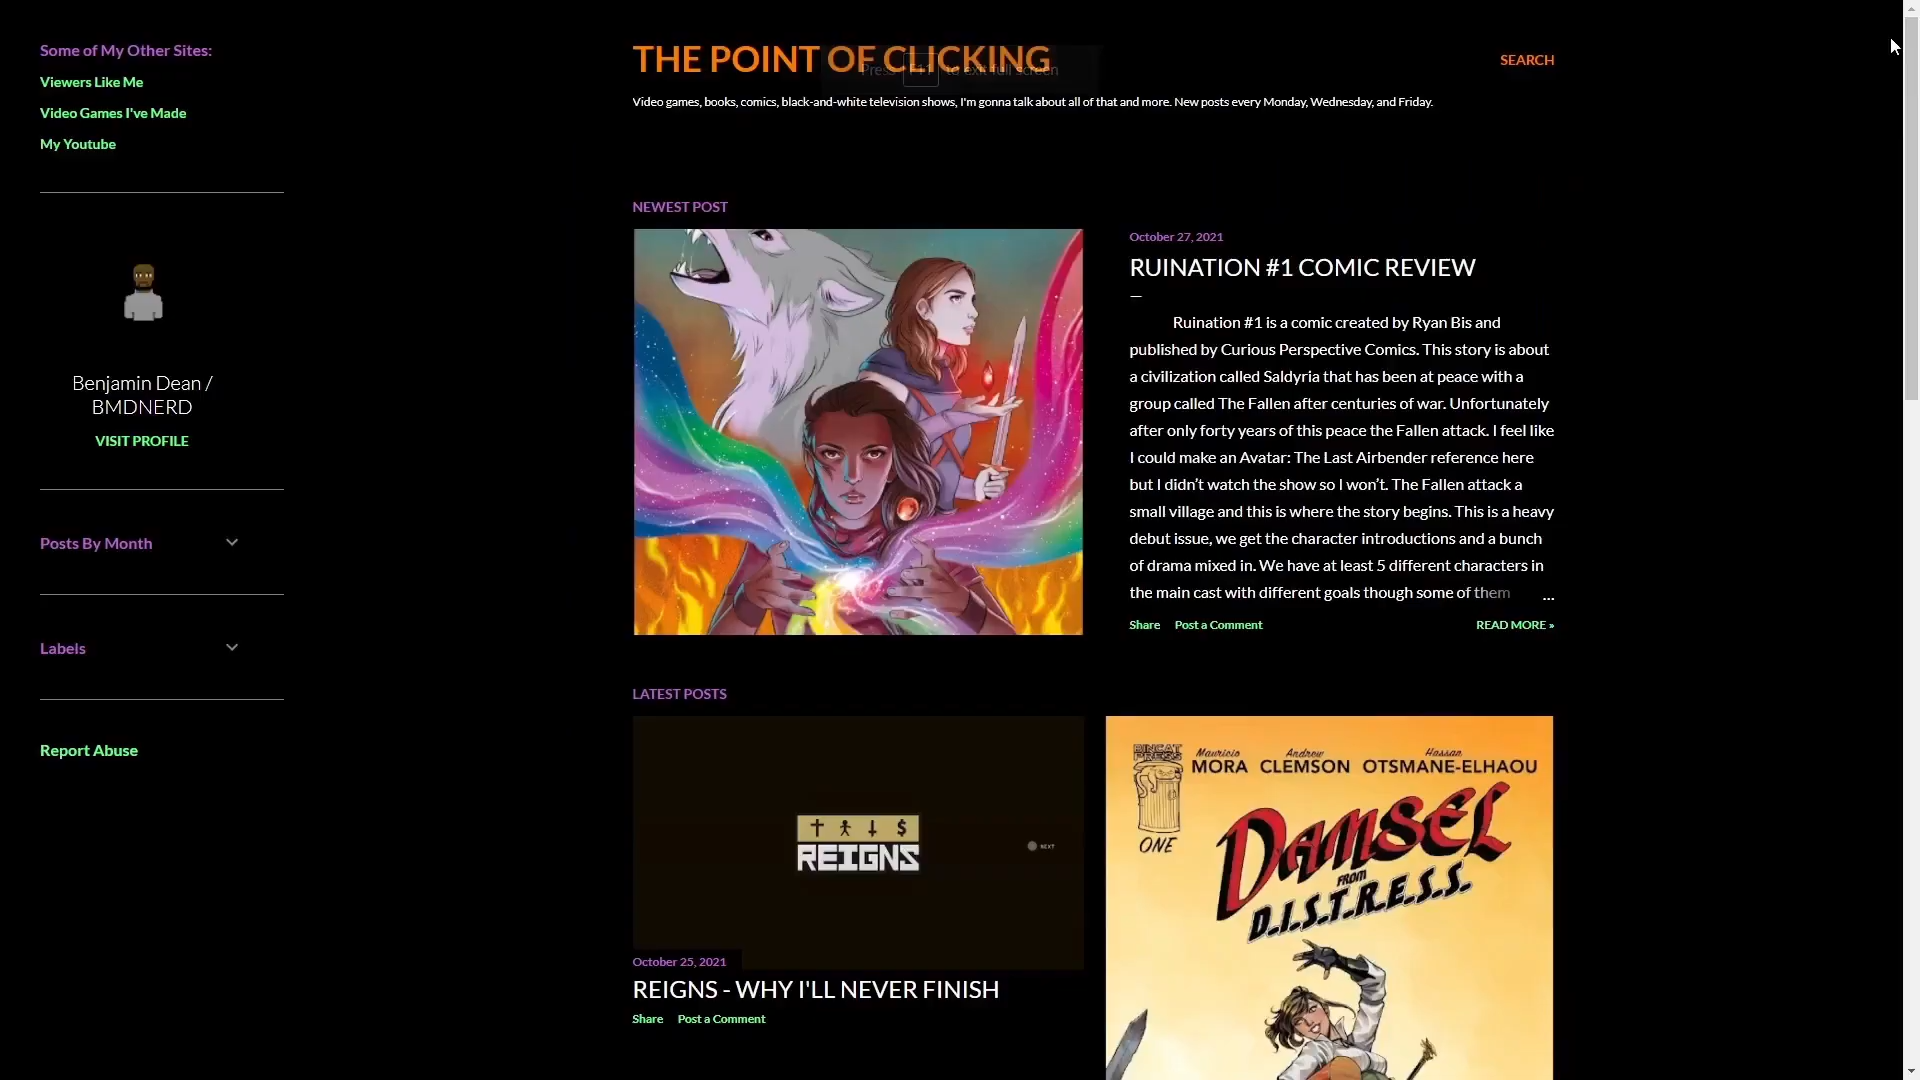 Some of My Other Sites:
Viewers Like Me
Video Games I've Made
My Youtube
Benjamin Dean /
BMDNERD
VISIT PROFILE
Posts By Month
Labels
Report Abuse
THE POINT OF CLICKING
Press F11 to exit full screen
SEARCH
Video games, books, comics, black-and-white television shows, I'm gonna talk about all of that and more. New posts every Monday, Wednesday, and Friday.
NEWEST POST
October 27, 2021
RUINATION #1 COMIC REVIEW
Ruination #1 is a comic created by Ryan Bis and
published by Curious Perspective Comics. This story is about
a civilization called Saldyria that has been at peace with a
group called The Fallen after centuries of war. Unfortunately
after only forty years of this peace the Fallen attack. I feel like
I could make an Avatar: The Last Airbender reference here
but I didn't watch the show so I won't. The Fallen attack a
small village and this is where the story begins. This is a heavy
debut issue, we get the character introductions and a bunch
of drama mixed in. We have at least 5 different characters in
the main cast with different goals though some of them ...
Share Post a Comment READ MORE »
LATEST POSTS
REIGNS
NEXT
October 25, 2021
REIGNS - WHY I'LL NEVER FINISH
Share Post a Comment
BINCAT PRESS
ONE
Mauricio Andrew Hassan
MORA CLEMSON OTSMANE-ELHAOU
DAMSEL
FROM
D.I.S.T.R.E.S.S.